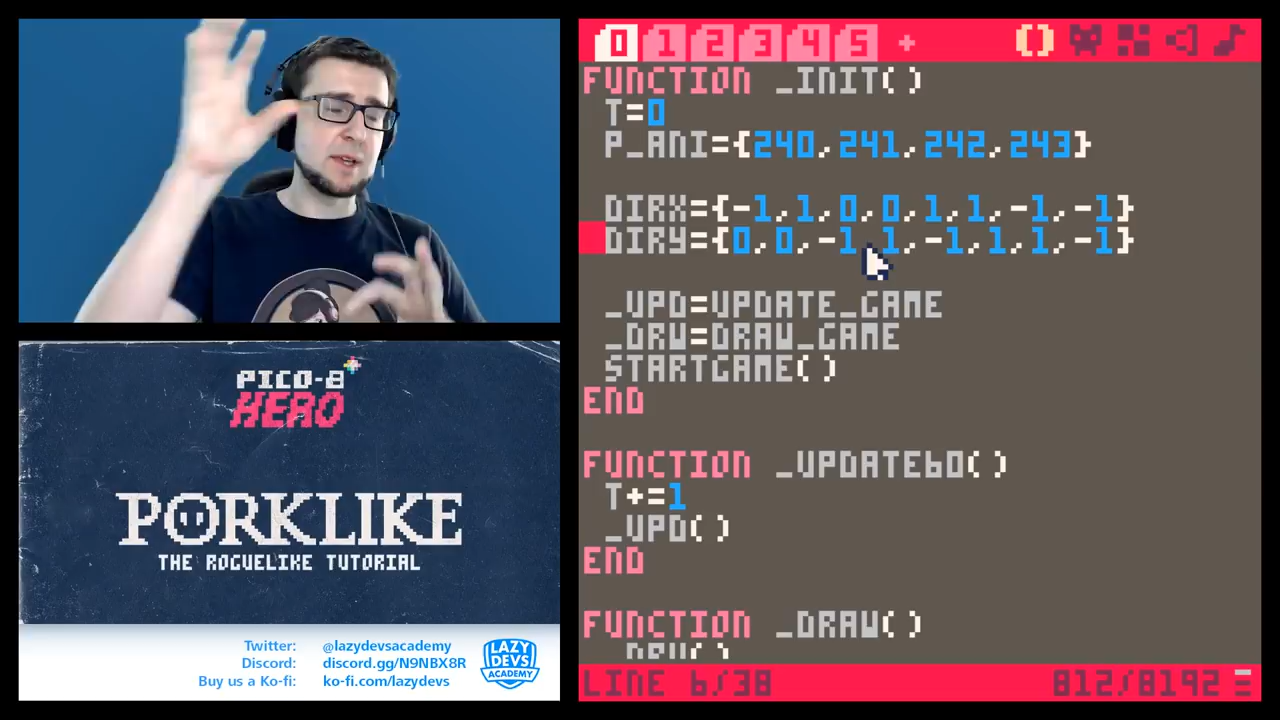 PICO-8
HERO
PORKLIKE
THE ROGUELIKE TUTORIAL
Twitter: @lazydevsacademy
Discord: discord.gg/N9NBX8R
Buy us a Ko-fi: ko-fi.com/lazydevs
LAZY
DEVS
ACADEMY
0 1 2 3 4 5 +
FUNCTION _INIT()
T=0
P_ANI={240,241,242,243}
DIRX={-1,1,0,0,1,1,-1,-1}
DIRY={0,0,-1,1,-1,1,1,-1}
_UPD=UPDATE_GAME
_DRW=DRAW_GAME
STARTGAME()
END
FUNCTION _UPDATE60()
T+=1
_UPD()
END
FUNCTION _DRAW()
LINE 6/38
812/8192